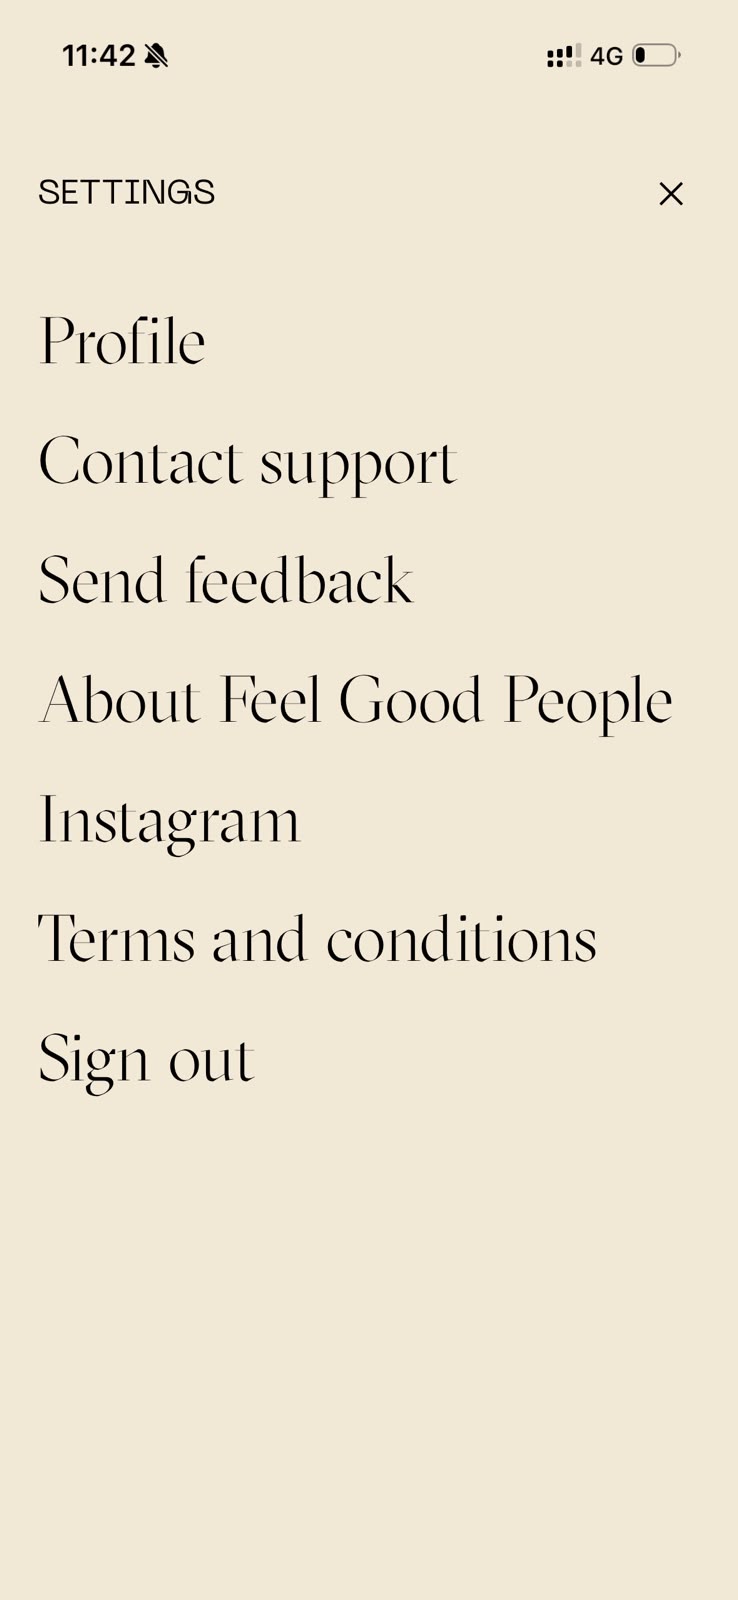 11:42
4G
SETTINGS
Profile
Contact support
Send feedback
About Feel Good People
Instagram
Terms and conditions
Sign out